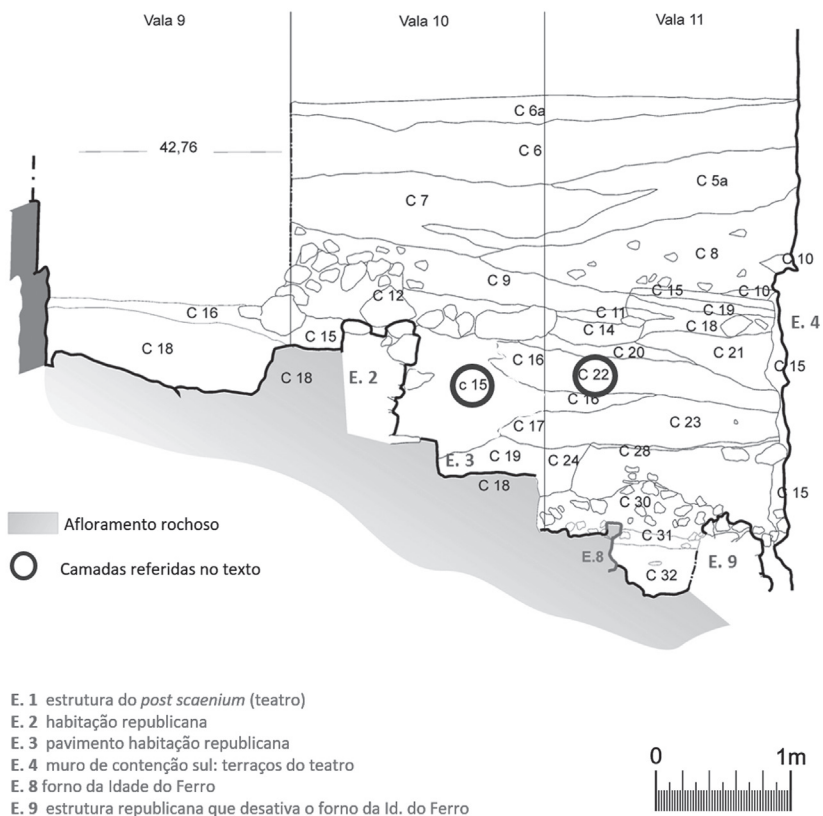 Vala 9 Vala 10 Vala 11
C 6a
42,76 C 6
C 5a
C 7
C 8
C 10
C 9
C 15 C 10
C 12
C 16 C 11 C 19
C 14 C 18 E. 4
C 15
C 18 C 16 C 20 C 21
C 18 E. 2 c 15 C 22 C 15
C 16
C 17 C 23
C 28
E. 3 C 19 C 24
C 18 C 15
C 30
Afloramento rochoso C 31
E.8 E. 9
Camadas referidas no texto C 32
E. 1 estrutura do post scaenium (teatro)
E. 2 habitação republicana
E. 3 pavimento habitação republicana
E. 4 muro de contenção sul: terraços do teatro
E. 8 forno da Idade do Ferro
E. 9 estrutura republicana que desativa o forno da Id. do Ferro
0 1m